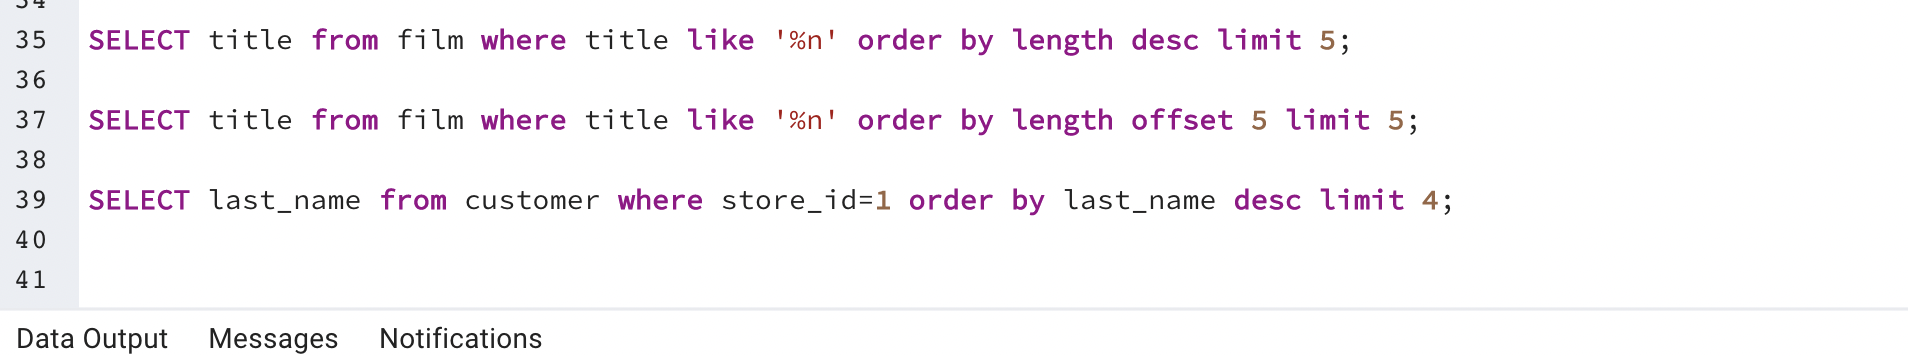 35 SELECT title from film where title like '%n' order by length desc limit 5;
36
37 SELECT title from film where title like '%n' order by length offset 5 limit 5;
38
39 SELECT last_name from customer where store_id=1 order by last_name desc limit 4;
40
41
Data Output Messages Notifications